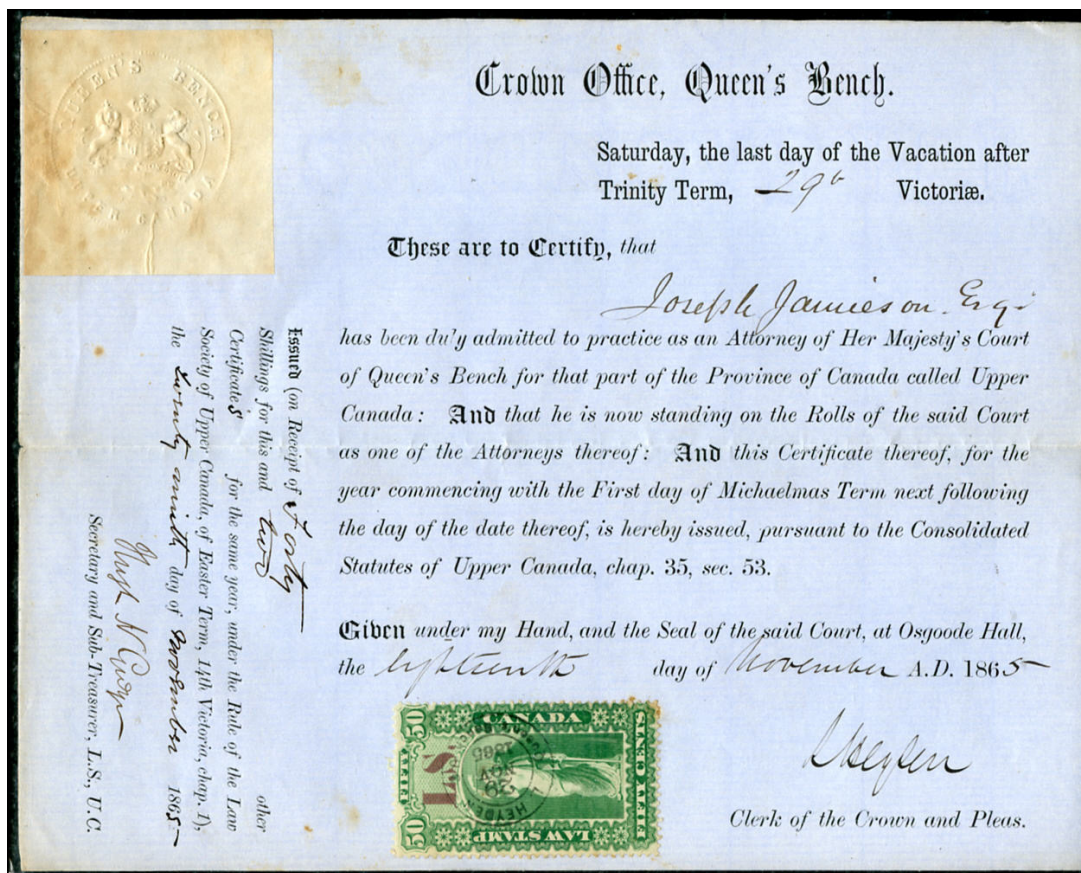 QUEEN'S BENCH
UPPER CANADA
Crown Office, Queen's Bench.
Saturday, the last day of the Vacation after
Trinity Term, 29th Victoriæ.
These are to Certify, that
Joseph Jamieson Esqr
has been duly admitted to practice as an Attorney of Her Majesty's Court
of Queen's Bench for that part of the Province of Canada called Upper
Canada: And that he is now standing on the Rolls of the said Court
as one of the Attorneys thereof: And this Certificate thereof, for the
year commencing with the First day of Michaelmas Term next following
the day of the date thereof, is hereby issued, pursuant to the Consolidated
Statutes of Upper Canada, chap. 35, sec. 53.
Given under my Hand, and the Seal of the said Court, at Osgoode Hall,
the Eighteenth day of November A.D. 1865
L Heyden
Clerk of the Crown and Pleas.
Issued (on Receipt of Forty
Shillings for this and two other
Certificates for the same year, under the Rule of the Law
Society of Upper Canada, of Easter Term, 14th Victoria, chap. 1),
the twenty ninth day of November 1865
Hugh N Gwynne
Secretary and Sub-Treasurer, L.S., U.C.
50 CANADA 50
L.S
HEYDEN
29
NOV
1865
LAW STAMP